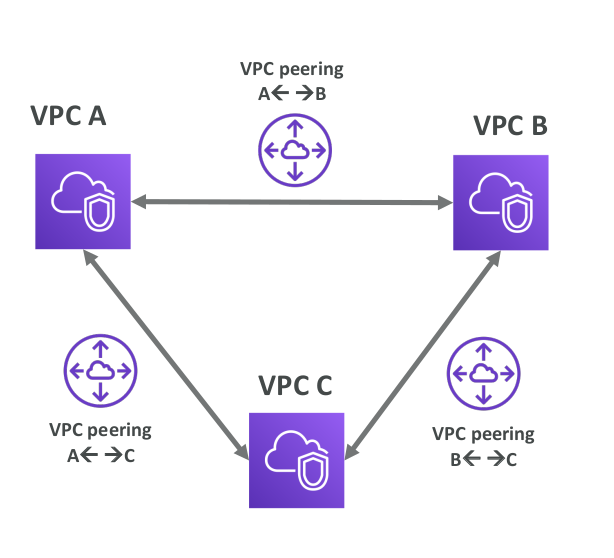 VPC peering
A← →B
VPC A
VPC B
VPC C
VPC peering
A← →C
VPC peering
B← →C